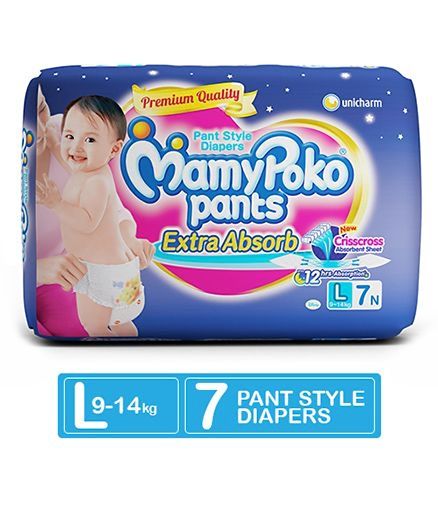 Premium Quality
unicharm
Pant Style
Diapers
MamyPoko®
pants
Extra Absorb
New
Crisscross
Absorbent Sheet
12 hrs Absorption
L 7N
9-14kg
Disney
L 9-14kg
7 PANT STYLE
DIAPERS